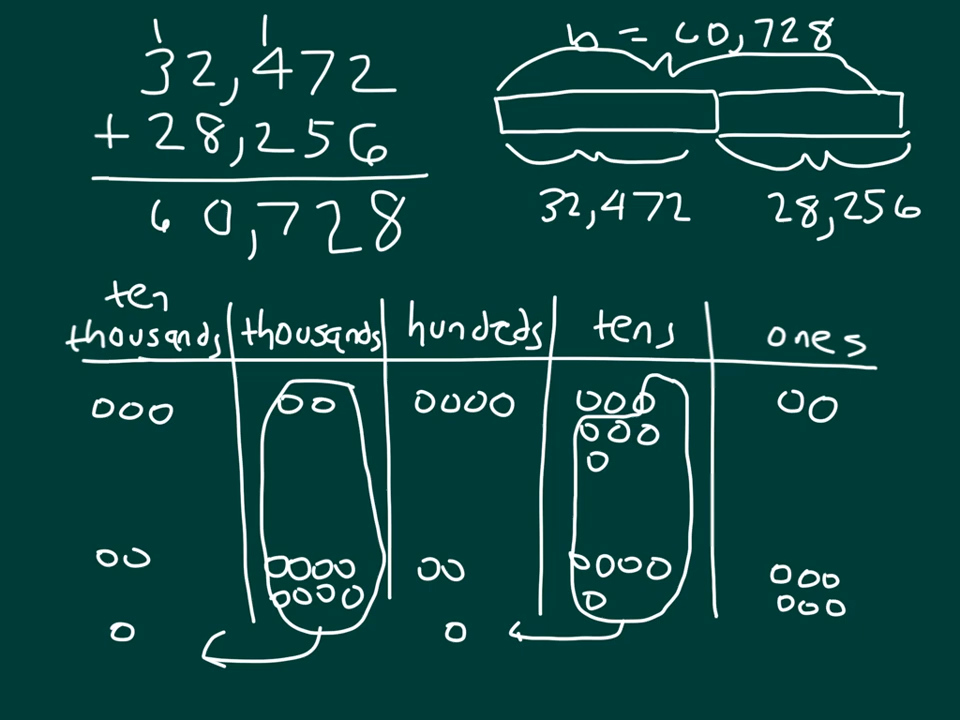 1 1
32,472
+ 28,256
60,728
h = 60,728
32,472 28,256
ten thousands thousands hundeds tens ones